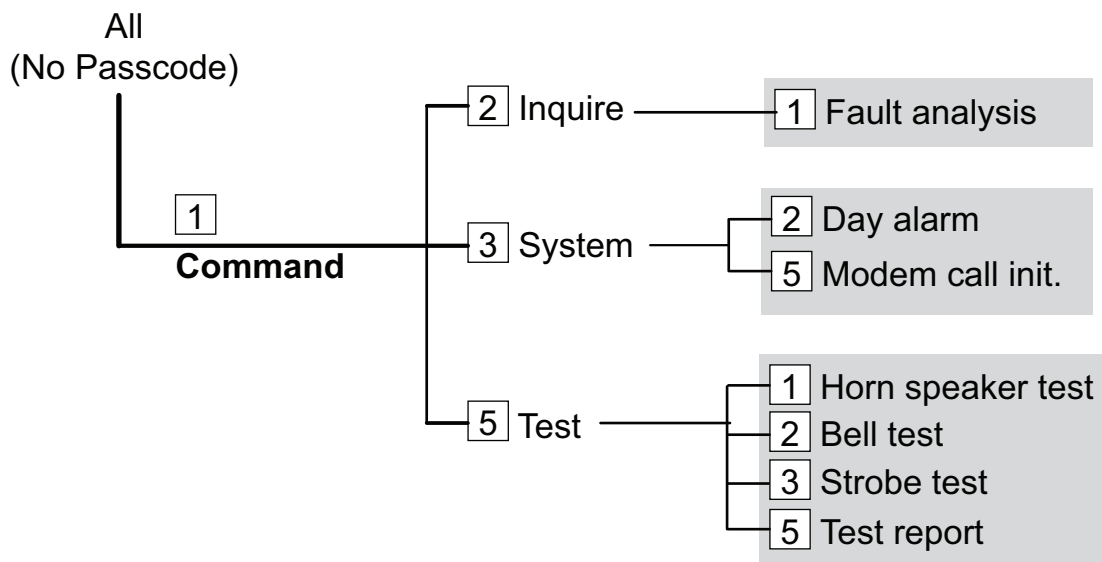 All
(No Passcode)
1
Command
2 Inquire
1 Fault analysis
3 System
2 Day alarm
5 Modem call init.
5 Test
1 Horn speaker test
2 Bell test
3 Strobe test
5 Test report